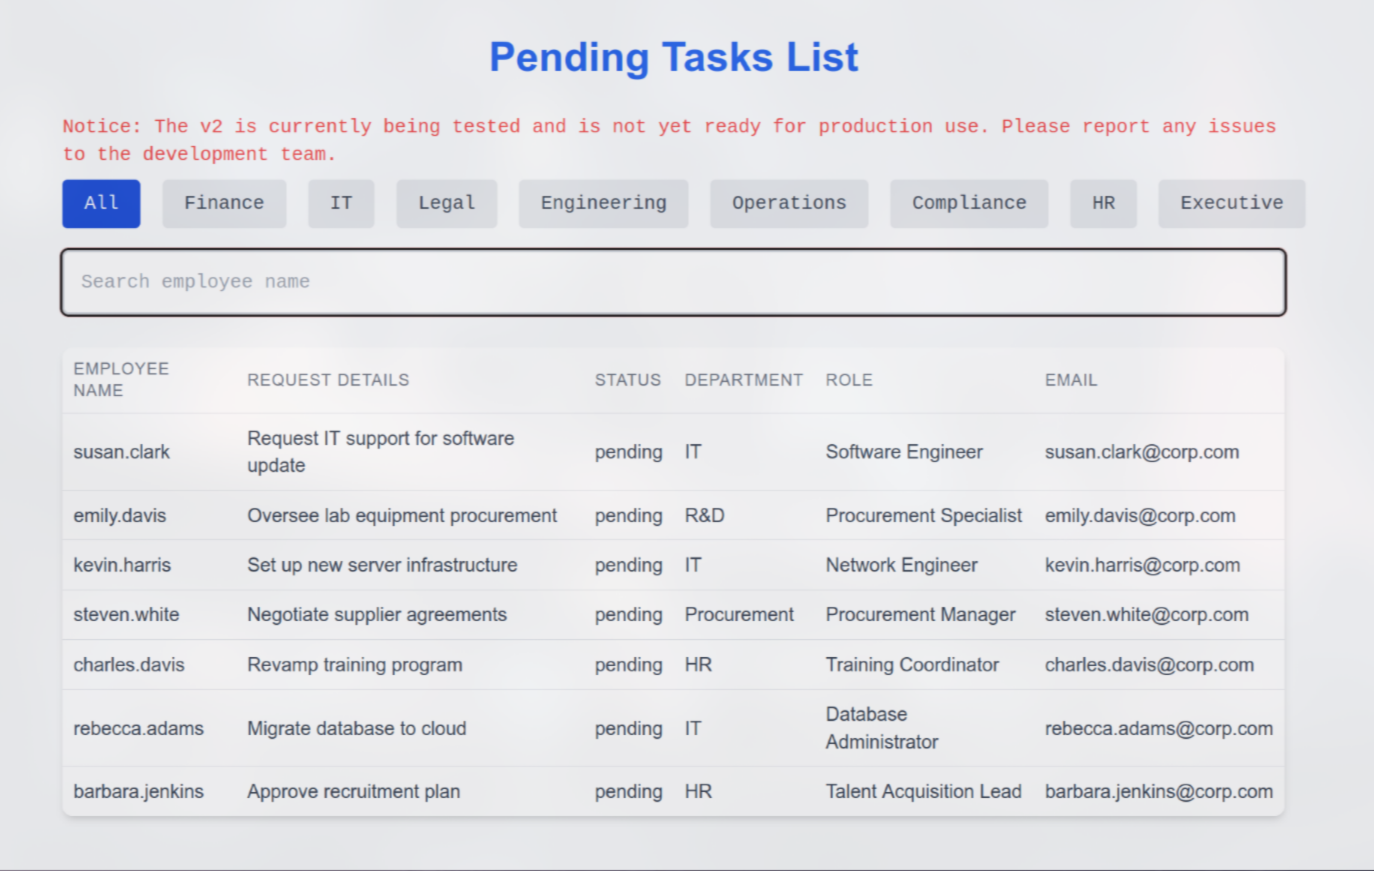 Pending Tasks List
Notice: The v2 is currently being tested and is not yet ready for production use. Please report any issues
to the development team.
All Finance IT Legal Engineering Operations Compliance HR Executive
Search employee name
EMPLOYEE NAME REQUEST DETAILS STATUS DEPARTMENT ROLE EMAIL
susan.clark Request IT support for software update pending IT Software Engineer susan.clark@corp.com
emily.davis Oversee lab equipment procurement pending R&D Procurement Specialist emily.davis@corp.com
kevin.harris Set up new server infrastructure pending IT Network Engineer kevin.harris@corp.com
steven.white Negotiate supplier agreements pending Procurement Procurement Manager steven.white@corp.com
charles.davis Revamp training program pending HR Training Coordinator charles.davis@corp.com
rebecca.adams Migrate database to cloud pending IT Database Administrator rebecca.adams@corp.com
barbara.jenkins Approve recruitment plan pending HR Talent Acquisition Lead barbara.jenkins@corp.com